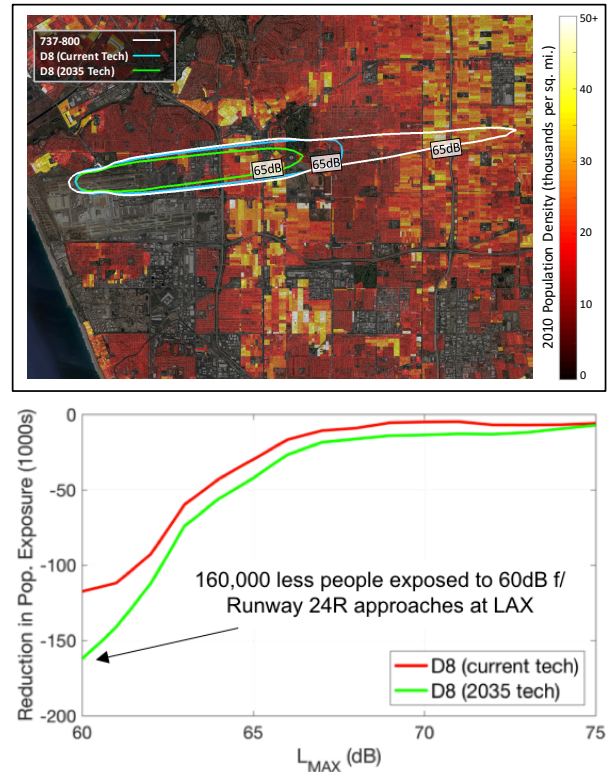 737-800
D8 (Current Tech)
D8 (2035 Tech)
65dB
65dB
65dB
50+
40
30
20
10
0
2010 Population Density (thousands per sq. mi.)
0
-50
-100
-150
-200
Reduction in Pop. Exposure (1000s)
160,000 less people exposed to 60dB f/
Runway 24R approaches at LAX
D8 (current tech)
D8 (2035 tech)
60
65
70
75
L_MAX (dB)